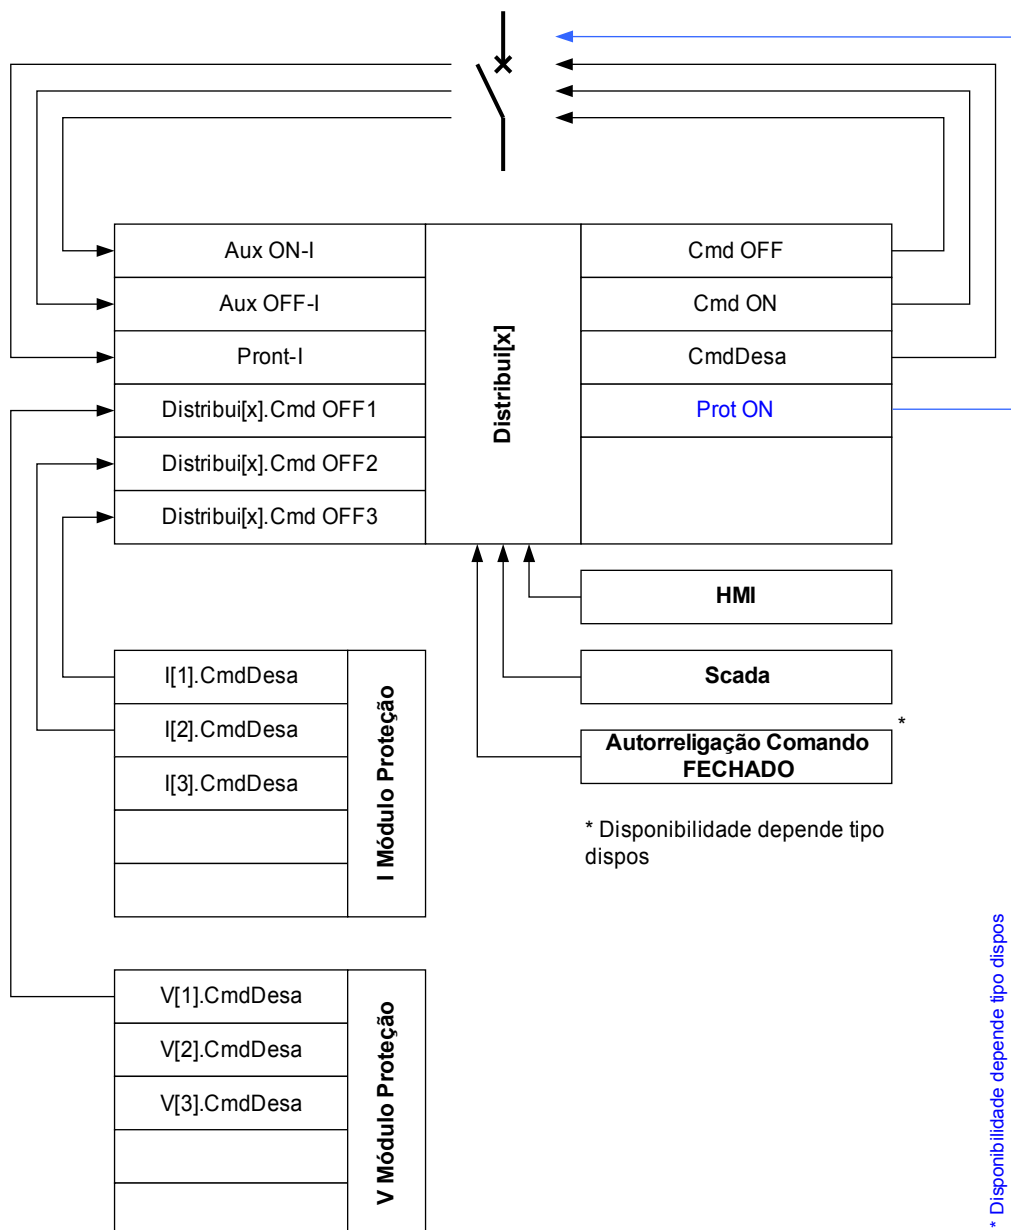 Aux ON-I
Aux OFF-I
Pront-I
Distribui[x].Cmd OFF1
Distribui[x].Cmd OFF2
Distribui[x].Cmd OFF3
Distribui[x]
Cmd OFF
Cmd ON
CmdDesa
Prot ON
HMI
Scada
*
Autorreligação Comando
FECHADO
* Disponibilidade depende tipo
dispos
I[1].CmdDesa
I[2].CmdDesa
I[3].CmdDesa
I Módulo Proteção
V[1].CmdDesa
V[2].CmdDesa
V[3].CmdDesa
V Módulo Proteção
* Disponibilidade depende tipo dispos